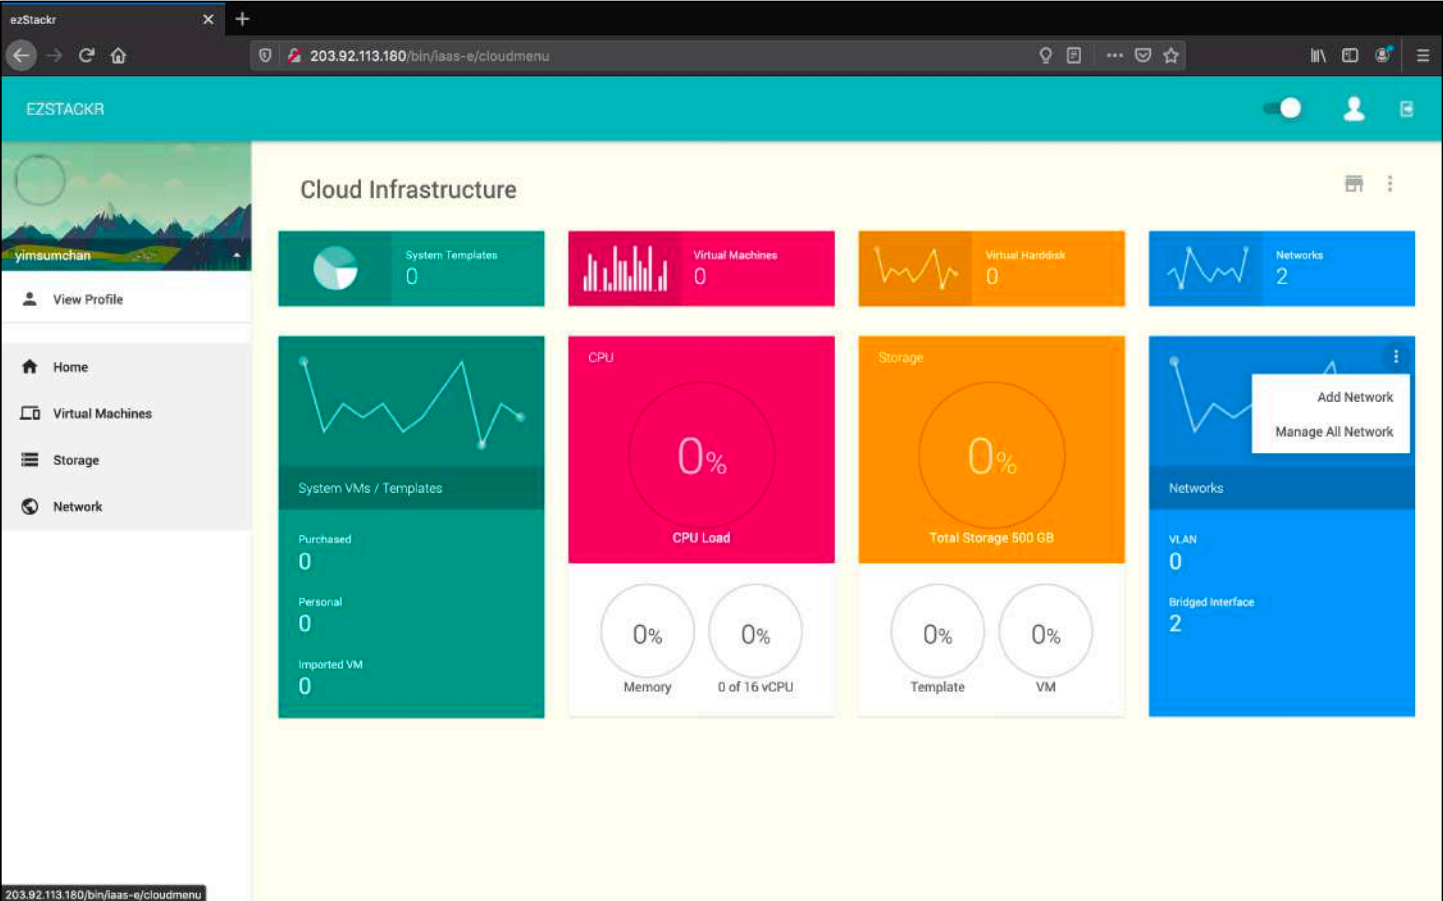 ezStackr
203.92.113.180/bin/iaas-e/cloudmenu
EZSTACKR
yimsumchan
View Profile
Home
Virtual Machines
Storage
Network
Cloud Infrastructure
System Templates
0
Virtual Machines
0
Virtual Harddisk
0
Networks
2
System VMs / Templates
Purchased
0
Personal
0
Imported VM
0
CPU
0%
CPU Load
0%
Memory
0%
0 of 16 vCPU
Storage
0%
Total Storage 500 GB
0%
Template
0%
VM
Add Network
Manage All Network
Networks
VLAN
0
Bridged Interface
2
203.92.113.180/bin/iaas-e/cloudmenu